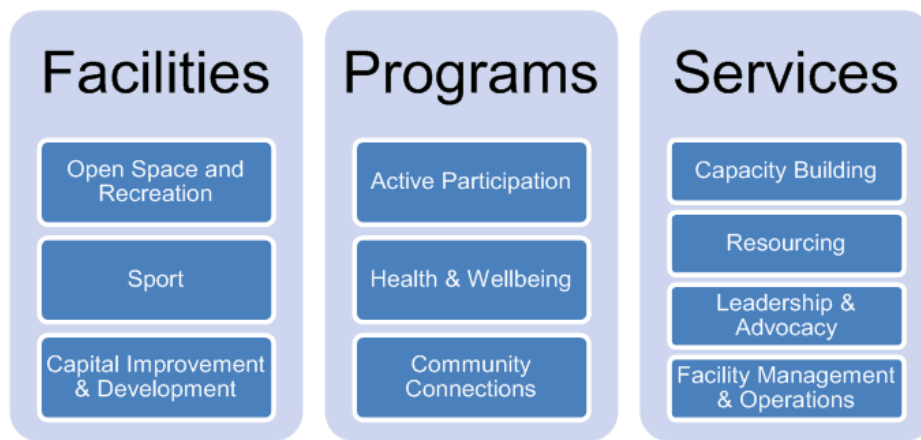 Facilities
Open Space and
Recreation
Sport
Capital Improvement
& Development
Programs
Active Participation
Health & Wellbeing
Community
Connections
Services
Capacity Building
Resourcing
Leadership &
Advocacy
Facility Management
& Operations